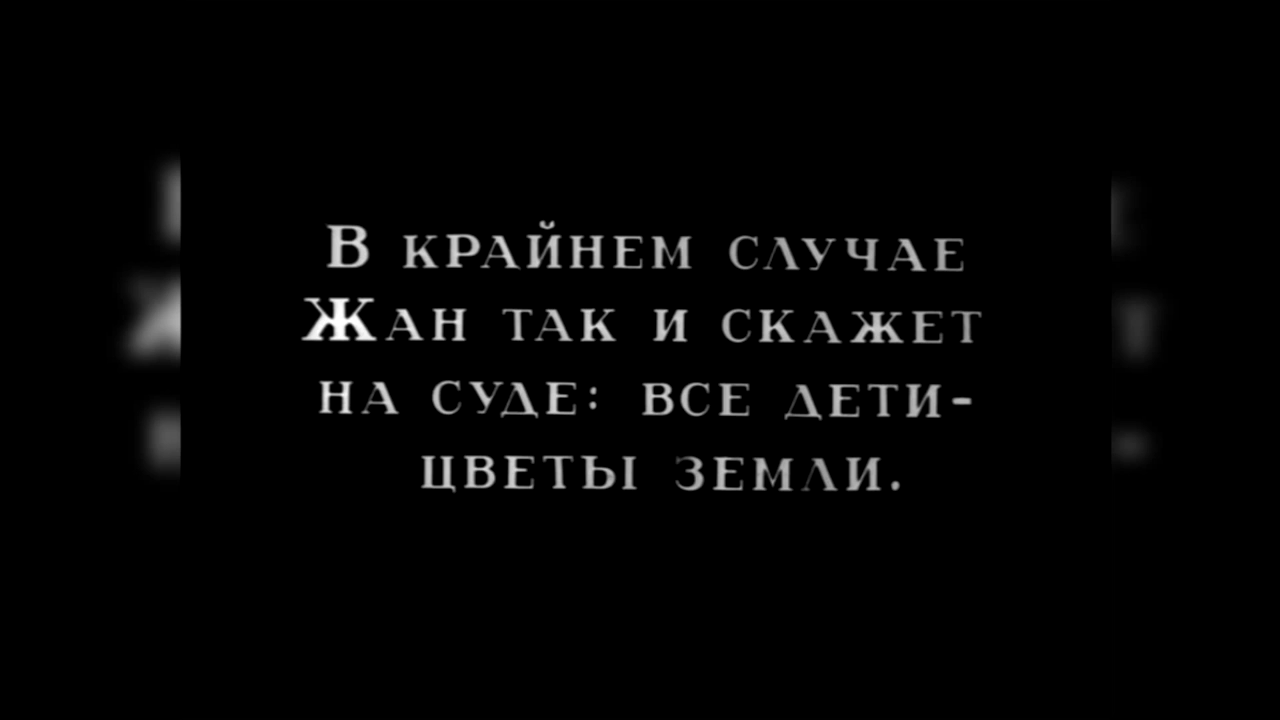 В КРАЙНЕМ СЛУЧАЕ
ЖАН ТАК И СКАЖЕТ
НА СУДЕ: ВСЕ ДЕТИ-
ЦВЕТЫ ЗЕМЛИ.